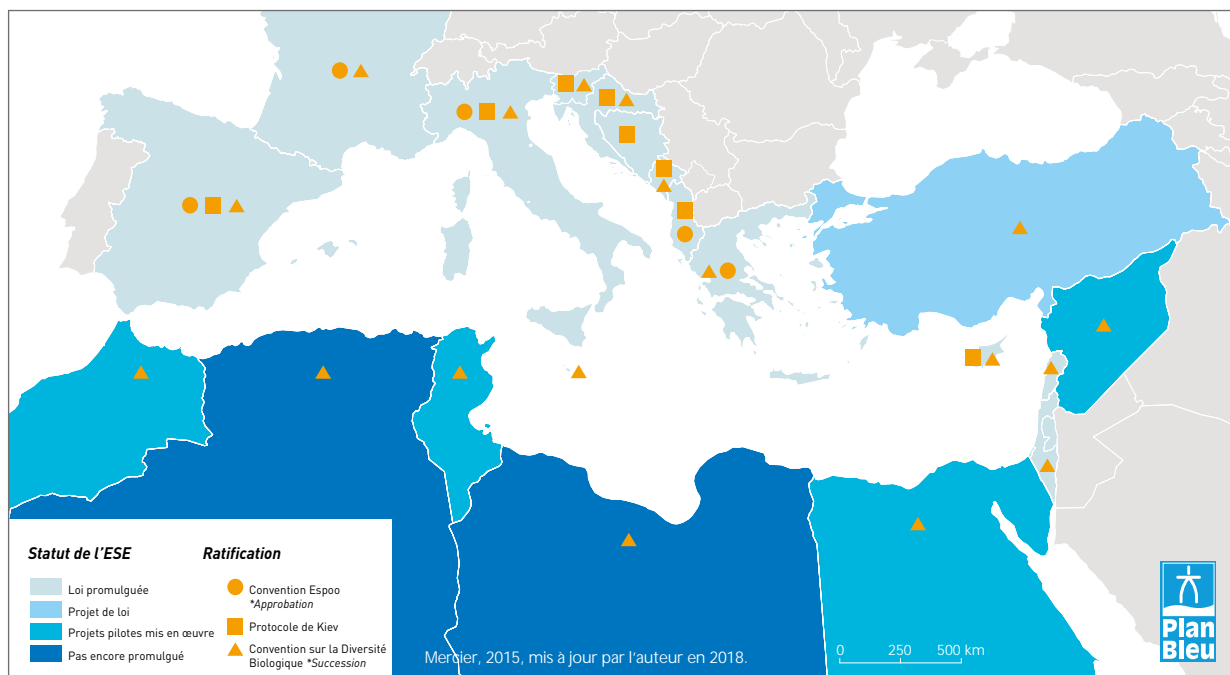 Statut de l'ESE
Loi promulguée
Projet de loi
Projets pilotes mis en œuvre
Pas encore promulgué
Ratification
Convention Espoo
*Approbation
Protocole de Kiev
Convention sur la Diversité
Biologique *Succession
Mercier, 2015, mis à jour par l'auteur en 2018.
0 250 500 km
Plan
Bleu